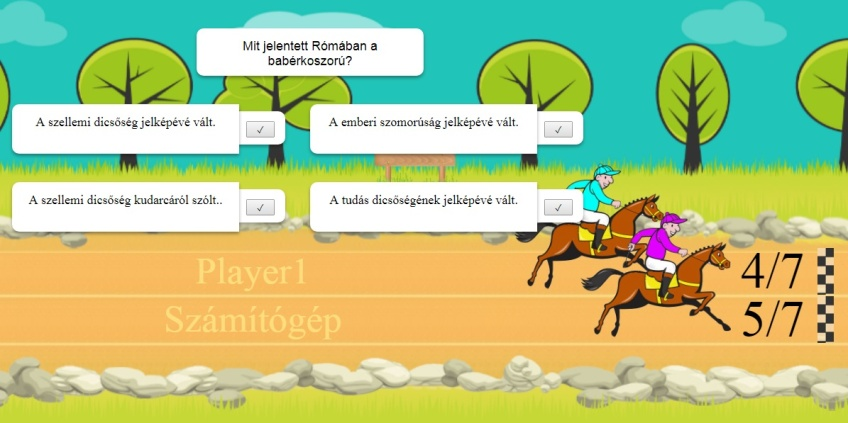 Mit jelentett Rómában a
babérkoszorú?
A szellemi dicsőség jelképévé vált.
A emberi szomorúság jelképévé vált.
A szellemi dicsőség kudarcáról szólt..
A tudás dicsőségének jelképévé vált.
Player1
4/7
Számítógép
5/7